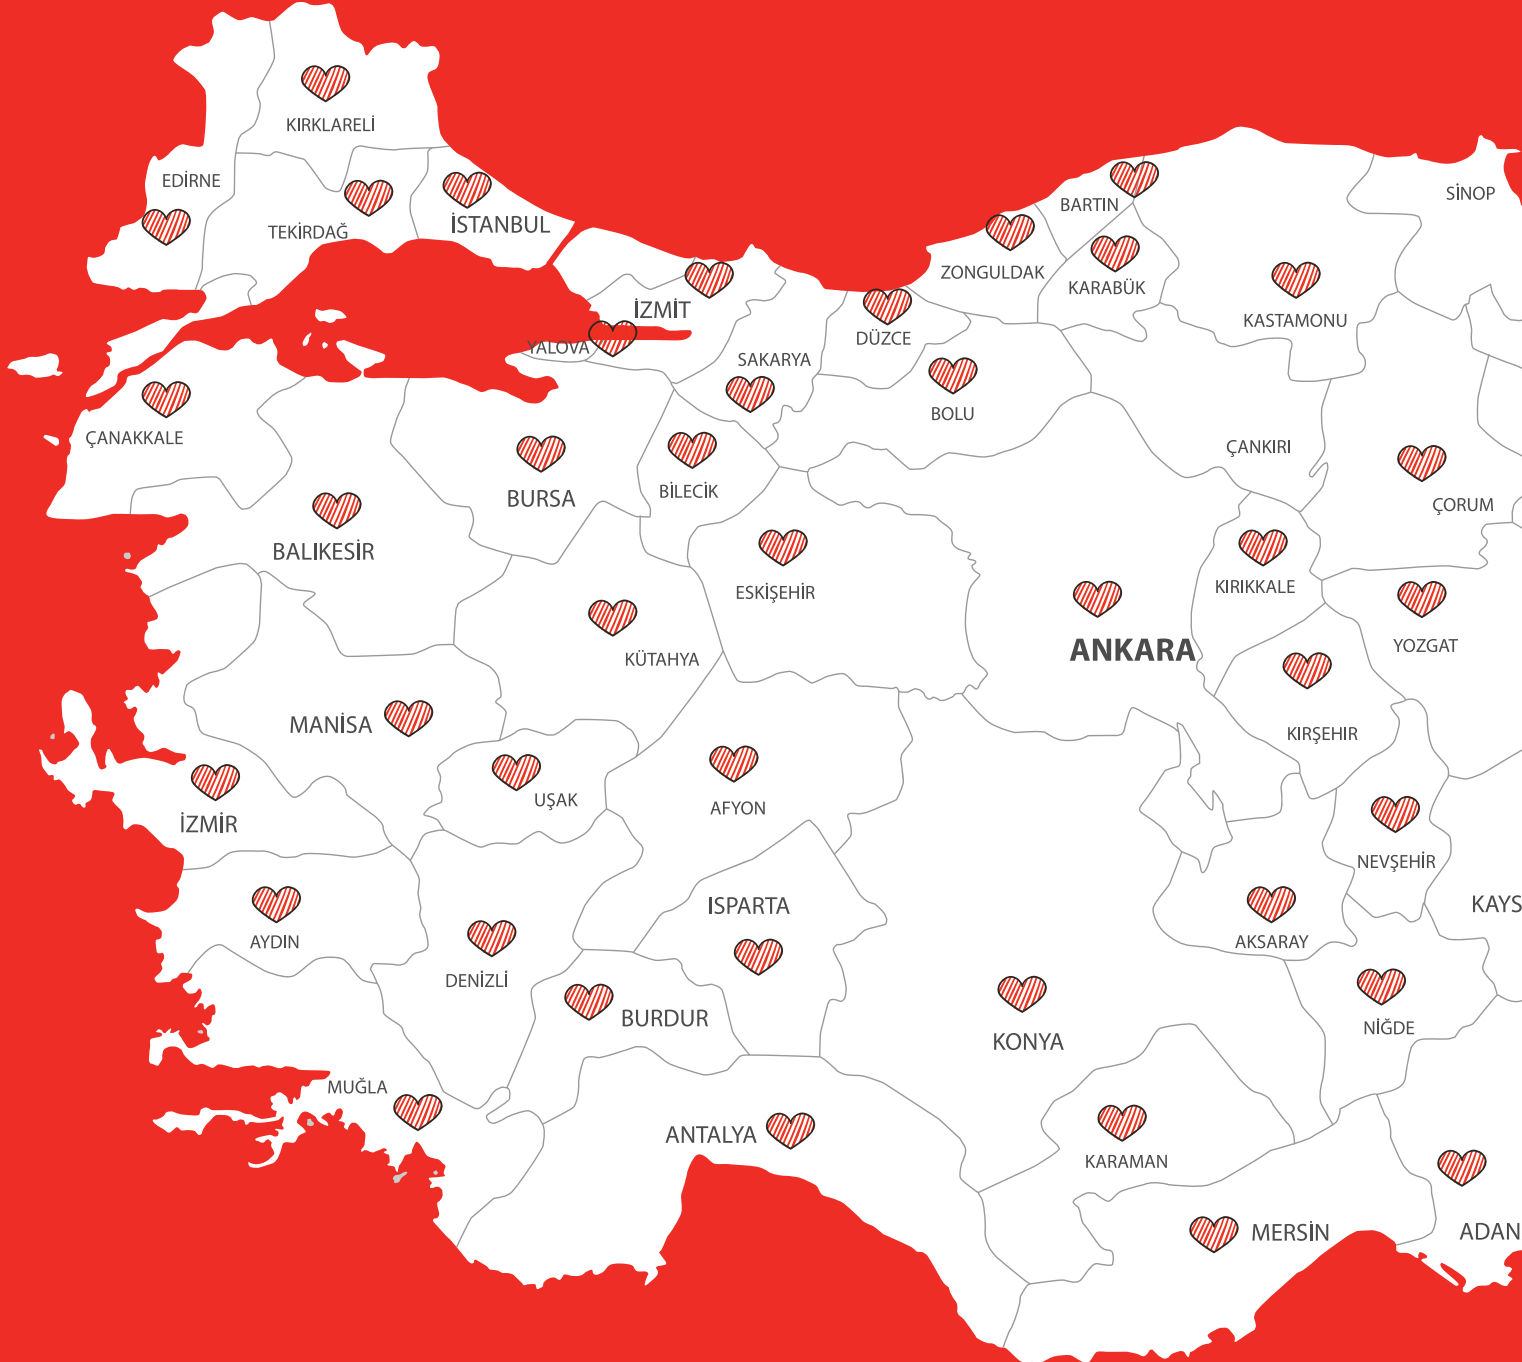 KIRKLARELİ
EDİRNE
SİNOP
BARTIN
TEKİRDAĞ
İSTANBUL
ZONGULDAK
KARABÜK
İZMİT
KASTAMONU
DÜZCE
YALOVA
SAKARYA
BOLU
ÇANAKKALE
ÇANKIRI
BİLECİK
BURSA
ÇORUM
BALIKESİR
ESKİŞEHİR
KIRIKKALE
ANKARA
YOZGAT
KÜTAHYA
MANİSA
KIRŞEHIR
UŞAK
AFYON
İZMİR
NEVŞEHİR
ISPARTA
KAYS
AYDIN
AKSARAY
DENİZLİ
BURDUR
NİĞDE
KONYA
MUĞLA
ANTALYA
KARAMAN
MERSİN
ADAN